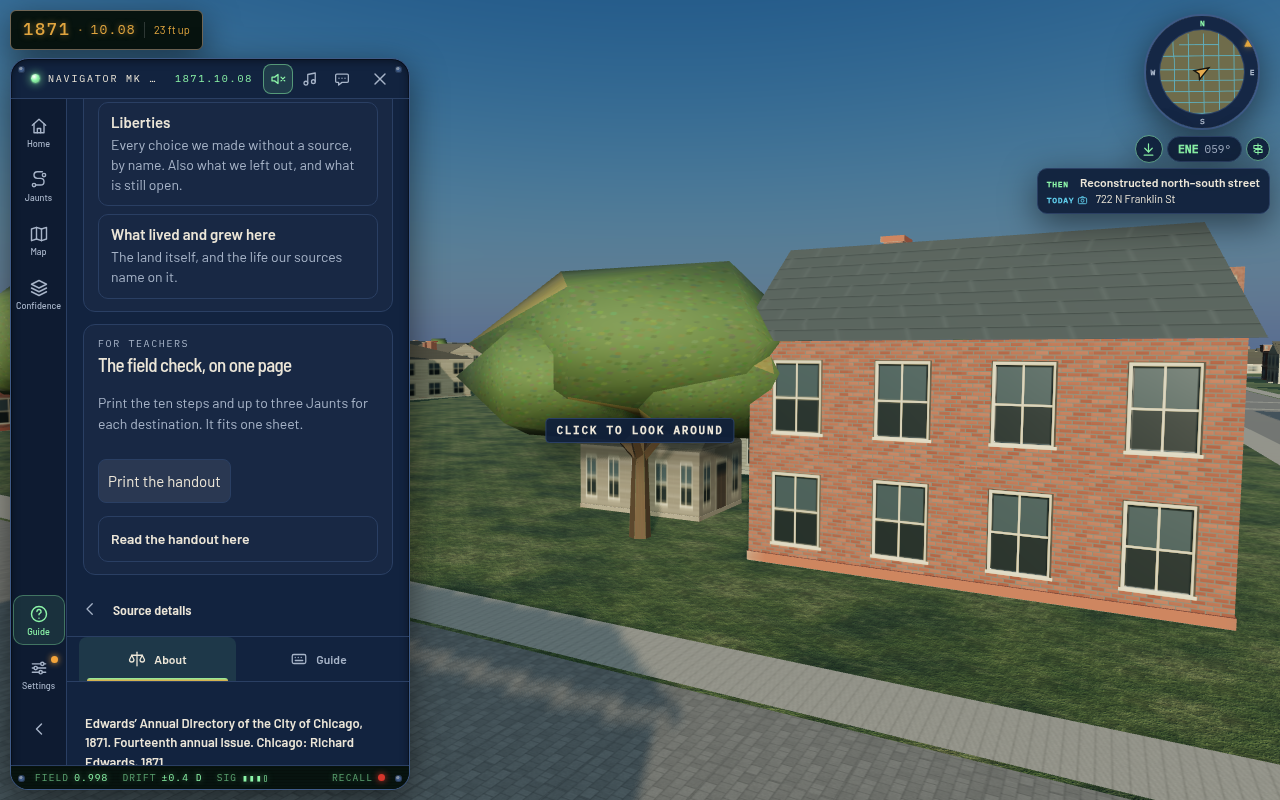 1871 · 10.08 23 ft up
NAVIGATOR MK … 1871.10.08
Home
Jaunts
Map
Confidence
Guide
Settings
Liberties
Every choice we made without a source,
by name. Also what we left out, and what
is still open.
What lived and grew here
The land itself, and the life our sources
name on it.
FOR TEACHERS
The field check, on one page
Print the ten steps and up to three Jaunts for
each destination. It fits one sheet.
Print the handout
Read the handout here
Source details
About Guide
Edwards’ Annual Directory of the City of Chicago,
1871. Fourteenth annual issue. Chicago: Richard
Edwards, 1871
FIELD 0.998 DRIFT ±0.4 D SIG RECALL
CLICK TO LOOK AROUND
N
W E
S
ENE 059°
THEN Reconstructed north–south street
TODAY 722 N Franklin St